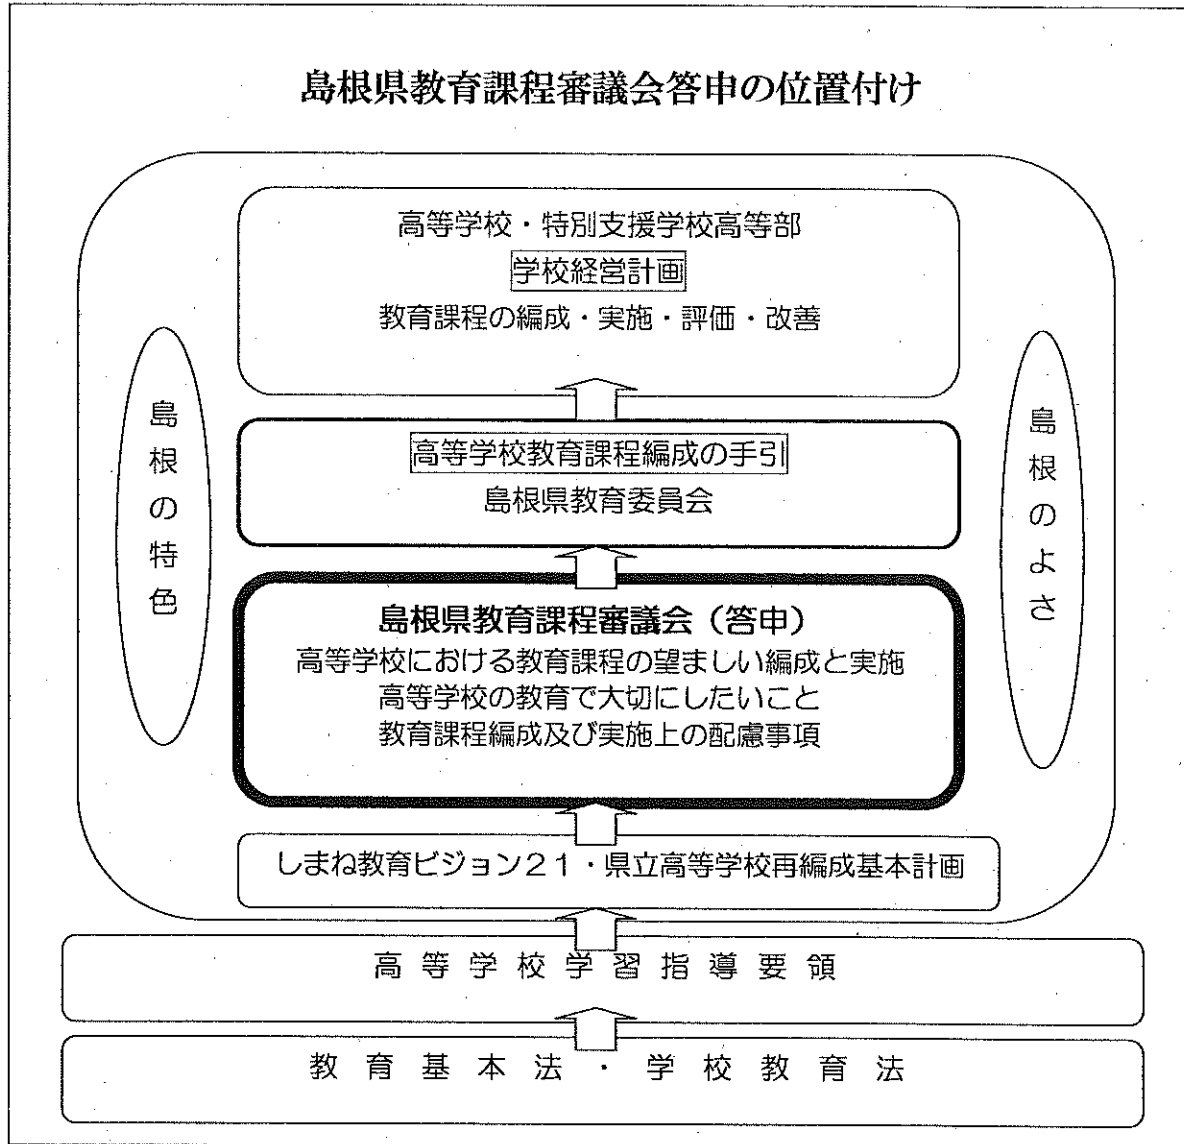 島根県教育課程審議会答申の位置付け
高等学校・特別支援学校高等部
学校経営計画
教育課程の編成・実施・評価・改善
島根の特色
島根のよさ
高等学校教育課程編成の手引
島根県教育委員会
島根県教育課程審議会（答申）
高等学校における教育課程の望ましい編成と実施
高等学校の教育で大切にしたいこと
教育課程編成及び実施上の配慮事項
しまね教育ビジョン２１・県立高等学校再編成基本計画
高等学校学習指導要領
教育基本法・学校教育法